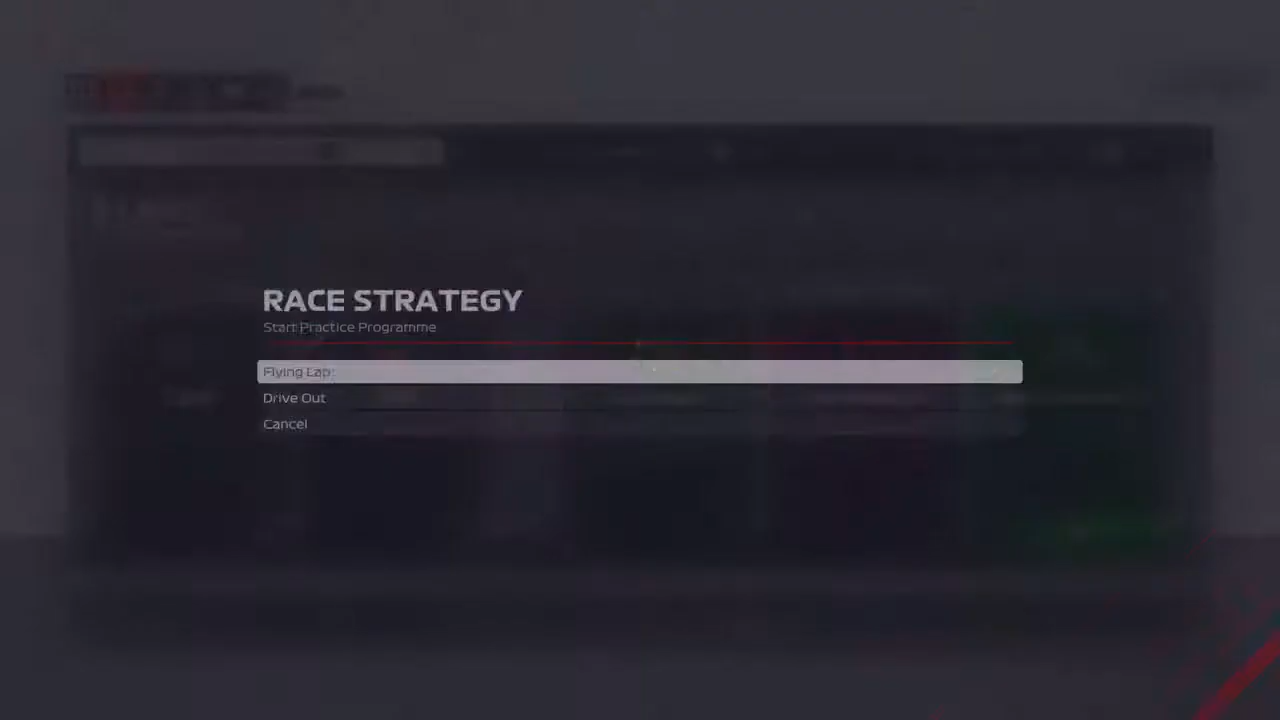 RACE STRATEGY
Start Practice Programme
Flying Lap
Drive Out
Cancel